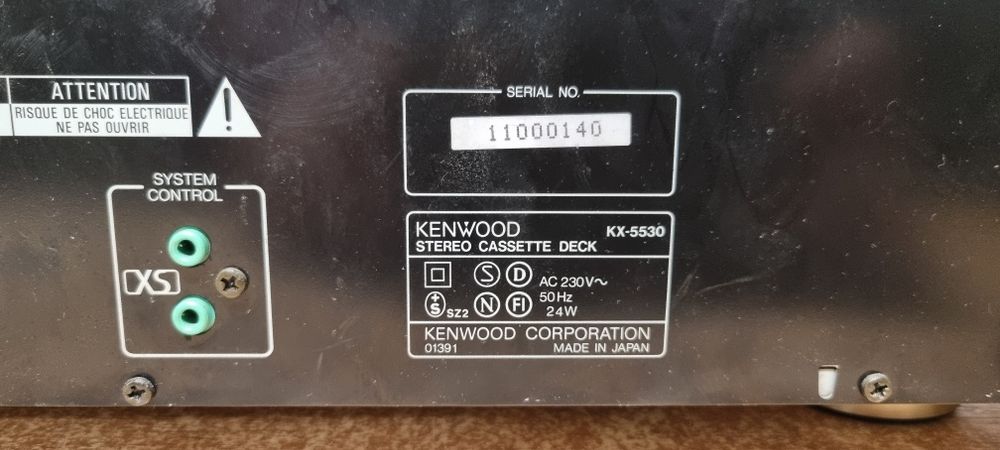 ATTENTION
RISQUE DE CHOC ELECTRIQUE
NE PAS OUVRIR
!
SYSTEM
CONTROL
XS
SERIAL NO.
11000140
KENWOOD KX-5530
STEREO CASSETTE DECK
S D AC 230V~
+S SZ2 N FI 50Hz
24W
KENWOOD CORPORATION
01391 MADE IN JAPAN